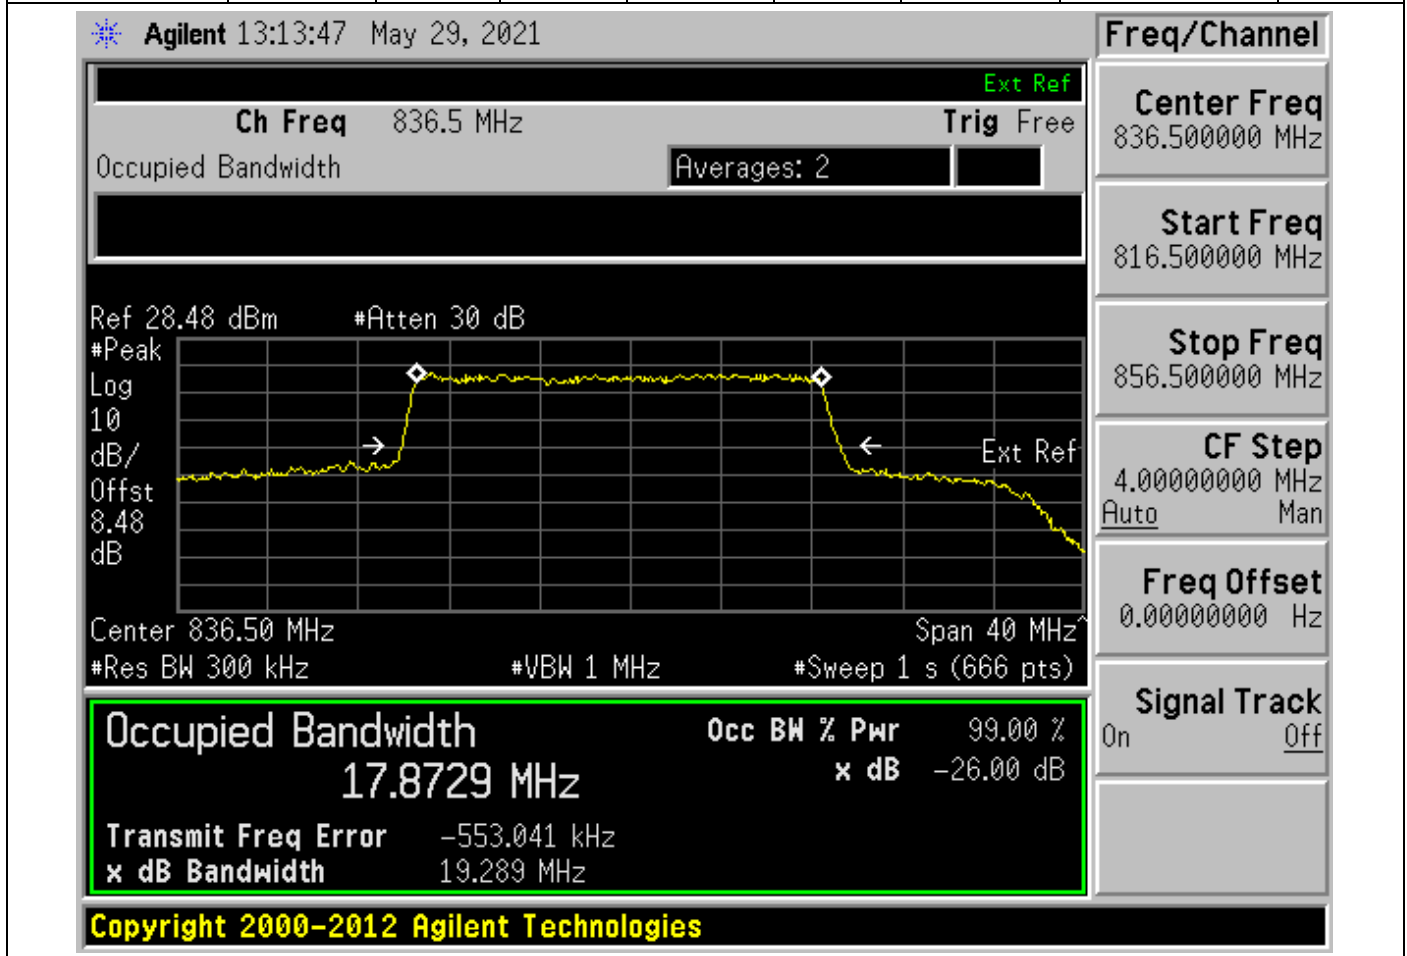 Agilent 13:13:47 May 29, 2021
Freq/Channel
Ext Ref
Ch Freq 836.5 MHz Trig Free
Occupied Bandwidth Averages: 2
Center Freq
836.500000 MHz
Start Freq
816.500000 MHz
Stop Freq
856.500000 MHz
CF Step
4.00000000 MHz
Auto Man
Freq Offset
0.00000000 Hz
Signal Track
On Off
Ref 28.48 dBm #Atten 30 dB
#Peak
Log
10
dB/
Offst
8.48
dB
Ext Ref
Center 836.50 MHz Span 40 MHz^
#Res BW 300 kHz #VBW 1 MHz #Sweep 1 s (666 pts)
Occupied Bandwidth Occ BW % Pwr 99.00 %
17.8729 MHz x dB -26.00 dB
Transmit Freq Error -553.041 kHz
x dB Bandwidth 19.289 MHz
Copyright 2000-2012 Agilent Technologies